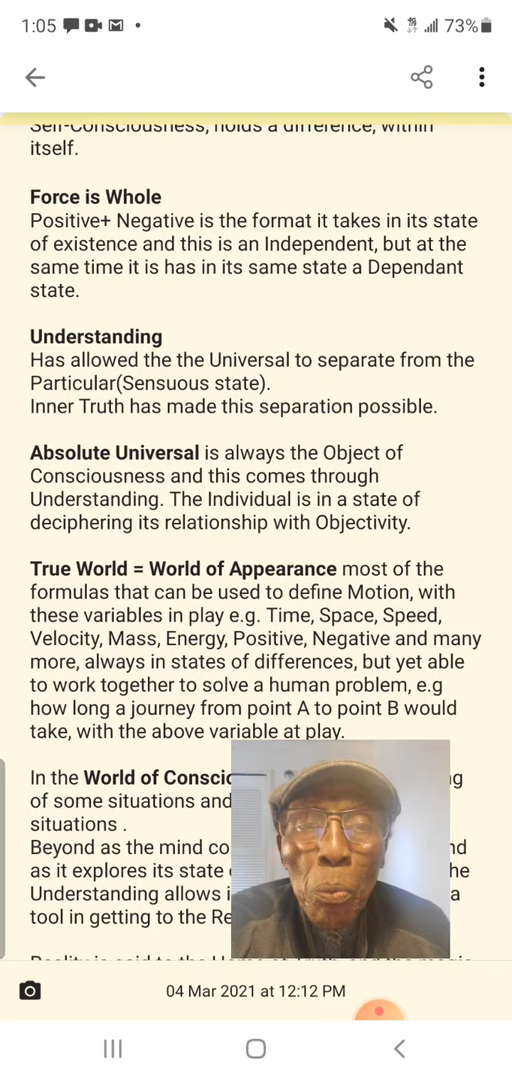 1:05
73%
Self-Consciousness, holds a difference, within
itself.
Force is Whole
Positive+ Negative is the format it takes in its state
of existence and this is an Independent, but at the
same time it is has in its same state a Dependant
state.
Understanding
Has allowed the the Universal to separate from the
Particular(Sensuous state).
Inner Truth has made this separation possible.
Absolute Universal is always the Object of
Consciousness and this comes through
Understanding. The Individual is in a state of
deciphering its relationship with Objectivity.
True World = World of Appearance most of the
formulas that can be used to define Motion, with
these variables in play e.g. Time, Space, Speed,
Velocity, Mass, Energy, Positive, Negative and many
more, always in states of differences, but yet able
to work together to solve a human problem, e.g
how long a journey from point A to point B would
take, with the above variable at play.
In the World of
of some situations and
situations .
Beyond as the mind
as it explores its state
Understanding allows
tool in getting to the
04 Mar 2021 at 12:12 PM